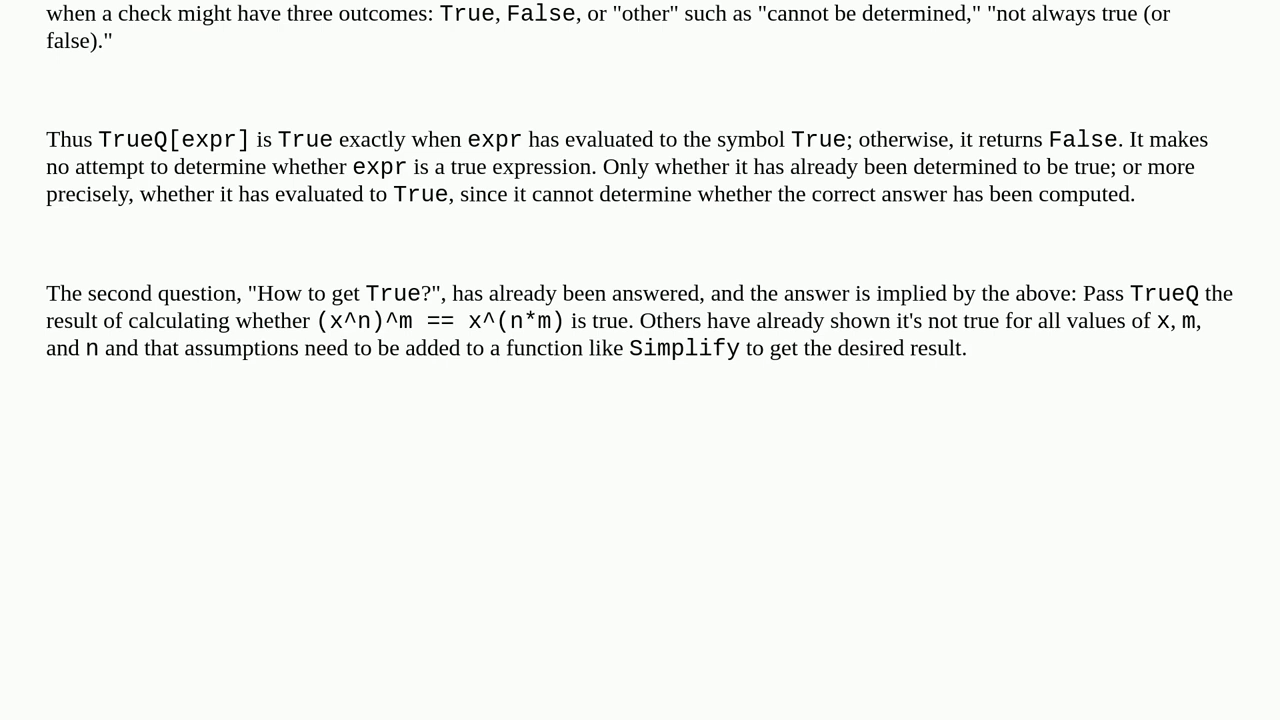 when a check might have three outcomes: True, False, or "other" such as "cannot be determined," "not always true (or
false)."
Thus TrueQ[expr] is True exactly when expr has evaluated to the symbol True; otherwise, it returns False. It makes
no attempt to determine whether expr is a true expression. Only whether it has already been determined to be true; or more
precisely, whether it has evaluated to True, since it cannot determine whether the correct answer has been computed.
The second question, "How to get True?", has already been answered, and the answer is implied by the above: Pass TrueQ the
result of calculating whether (x^n)^m == x^(n*m) is true. Others have already shown it's not true for all values of x, m,
and n and that assumptions need to be added to a function like Simplify to get the desired result.